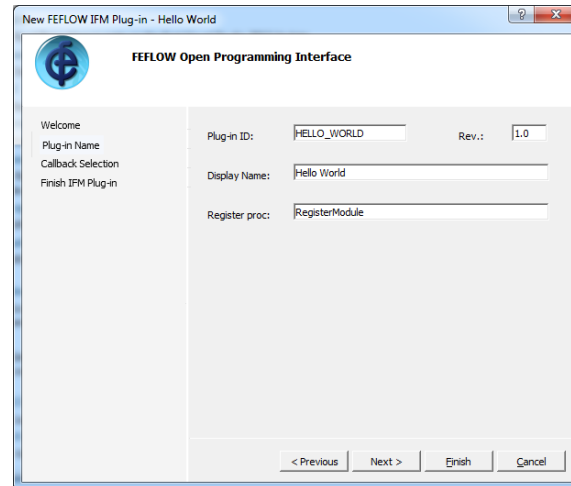 New FEFLOW IFM Plug-in - Hello World
FEFLOW Open Programming Interface
Welcome
Plug-in Name
Callback Selection
Finish IFM Plug-in
Plug-in ID: HELLO_WORLD Rev.: 1.0
Display Name: Hello World
Register proc: RegisterModule
< Previous Next > Finish Cancel